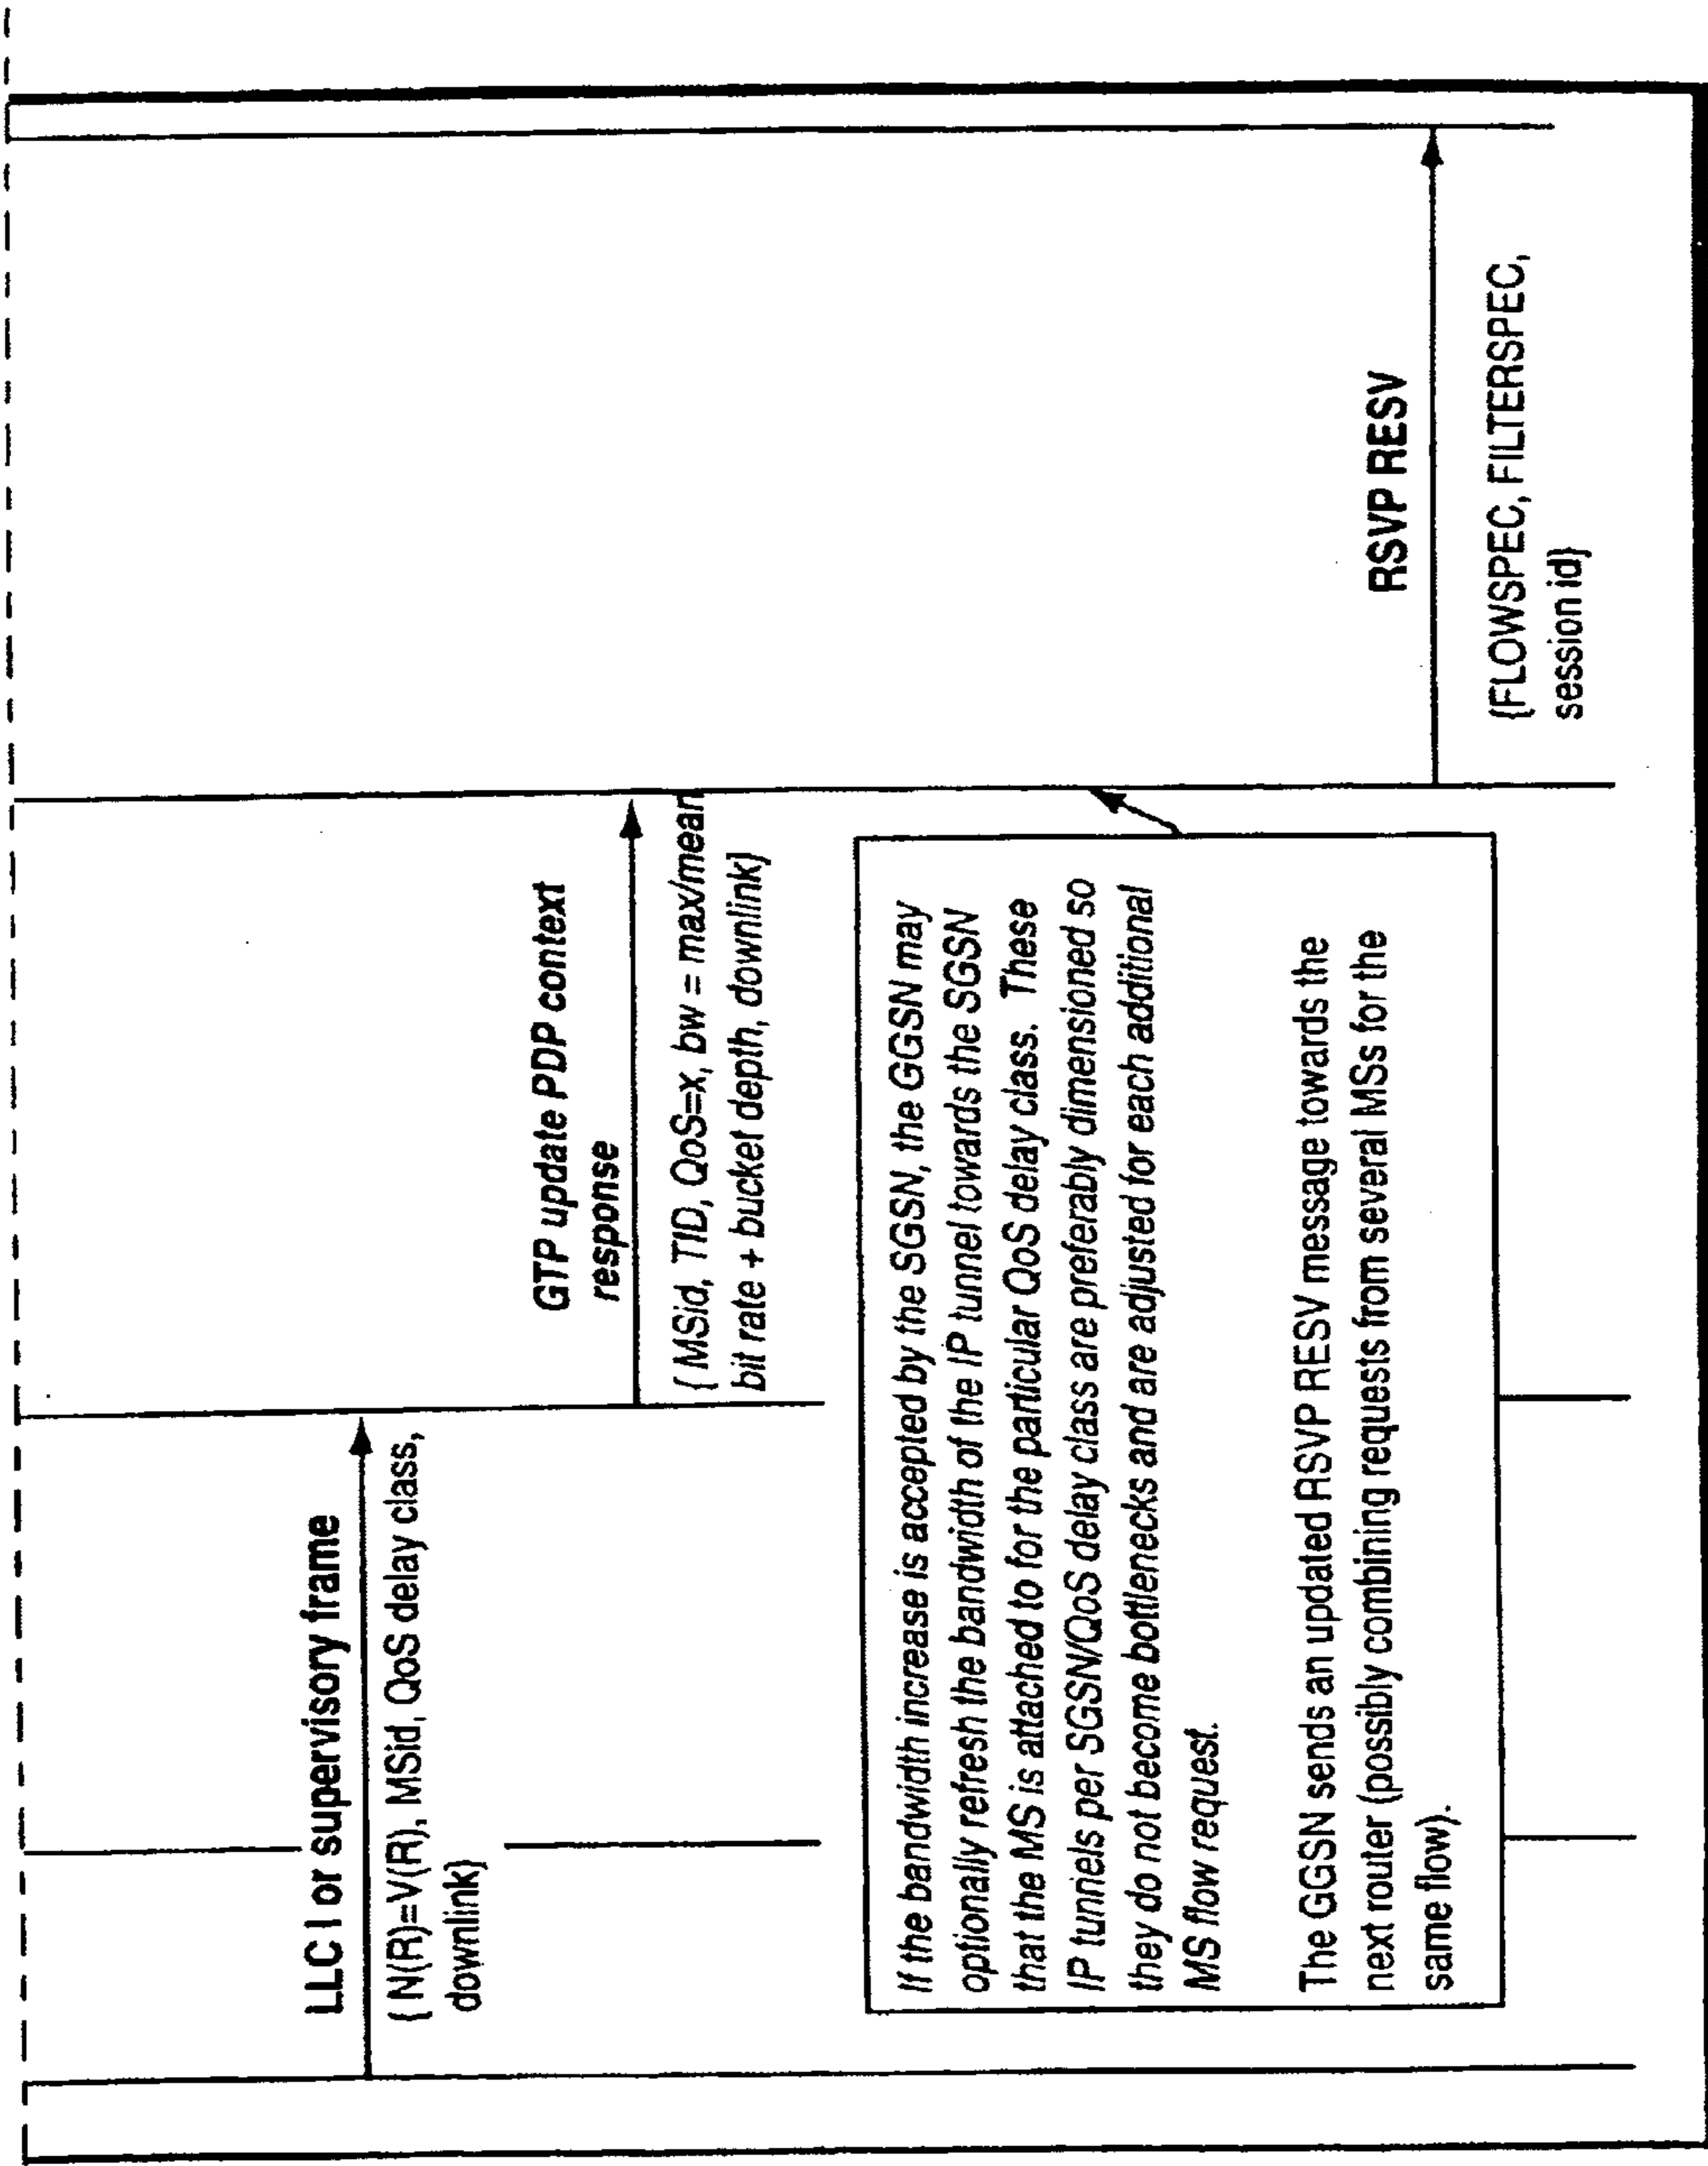 LLC I or supervisory frame
{ N(R)=V(R), MSid, QoS delay class,
downlink}
GTP update PDP context
response
{ MSid, TID, QoS=x, bw = max/mean
bit rate + bucket depth, downlink}
If the bandwidth increase is accepted by the SGSN, the GGSN may
optionally refresh the bandwidth of the IP tunnel towards the SGSN
that the MS is attached to for the particular QoS delay class. These
IP tunnels per SGSN/QoS delay class are preferably dimensioned so
they do not become bottlenecks and are adjusted for each additional
MS flow request.
The GGSN sends an updated RSVP RESV message towards the
next router (possibly combining requests from several MSs for the
same flow).
RSVP RESV
{FLOWSPEC, FILTERSPEC,
session id}